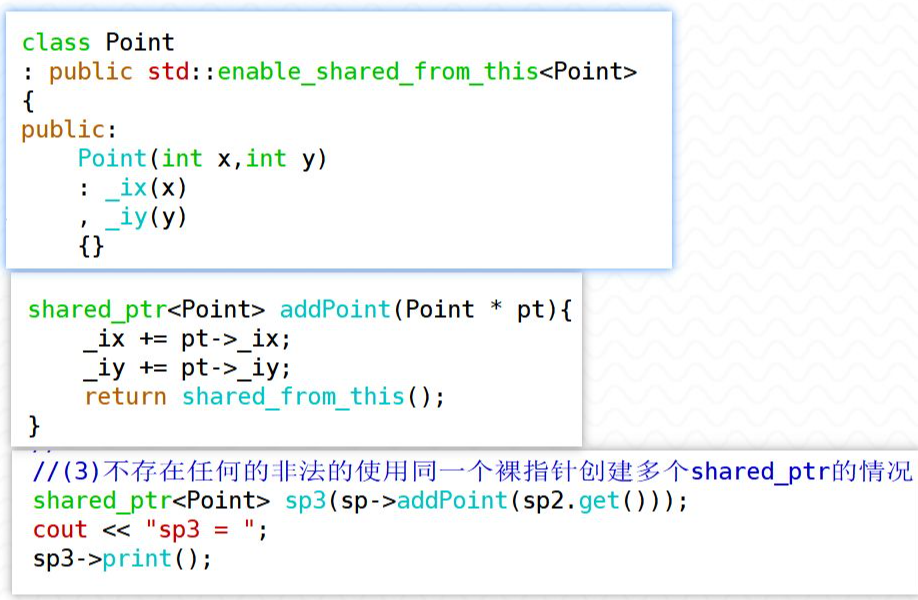 class Point
: public std::enable_shared_from_this<Point>
{
public:
    Point(int x,int y)
    : _ix(x)
    , _iy(y)
    {}
shared_ptr<Point> addPoint(Point * pt){
    _ix += pt->_ix;
    _iy += pt->_iy;
    return shared_from_this();
}
//(3)不存在任何的非法的使用同一个裸指针创建多个shared_ptr的情况
shared_ptr<Point> sp3(sp->addPoint(sp2.get()));
cout << "sp3 = ";
sp3->print();